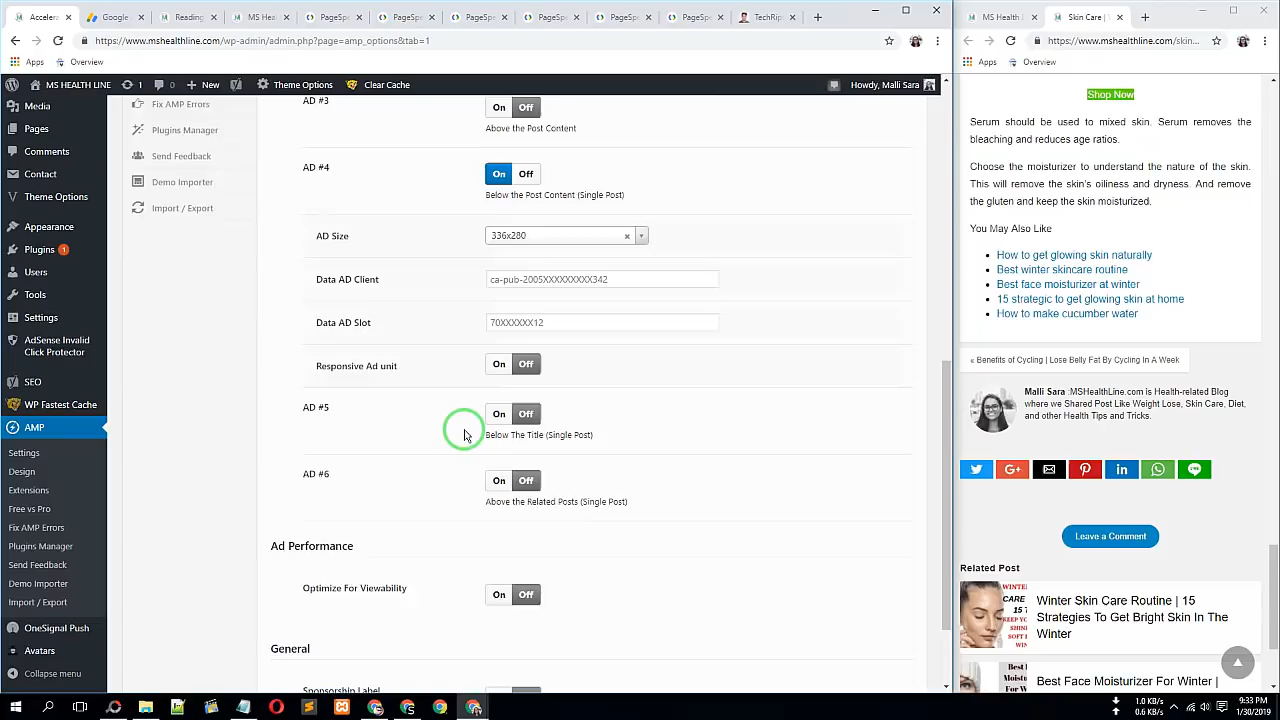 Accelera
Google
Reading
MS Hea
PageSpe
PageSpe
PageSpe
PageSpe
PageSpe
PageSpe
TechRip
https://www.mshealthline.com/wp-admin/admin.php?page=amp_options&tab=1
Apps
Overview
MS HEALTH LINE
1
0
New
Theme Options
Clear Cache
Howdy, Malli Sara
Media
Pages
Comments
Contact
Theme Options
Appearance
Plugins 1
Users
Tools
Settings
AdSense Invalid
Click Protector
SEO
WP Fastest Cache
AMP
Settings
Design
Extensions
Free vs Pro
Fix AMP Errors
Plugins Manager
Send Feedback
Demo Importer
Import / Export
OneSignal Push
Avatars
Collapse menu
Fix AMP Errors
Plugins Manager
Send Feedback
Demo Importer
Import / Export
AD #3
On Off
Above the Post Content
AD #4
On Off
Below the Post Content (Single Post)
AD Size
336x280
Data AD Client
ca-pub-2005XXXXXXXXX342
Data AD Slot
70XXXXXX12
Responsive Ad unit
On Off
AD #5
On Off
Below The Title (Single Post)
AD #6
On Off
Above the Related Posts (Single Post)
Ad Performance
Optimize For Viewability
On Off
General
Sponsorship Label
MS Health
Skin Care |
https://www.mshealthline.com/skin...
Apps
Overview
Shop Now
Serum should be used to mixed skin. Serum removes the
bleaching and reduces age ratios.
Choose the moisturizer to understand the nature of the skin.
This will remove the skin's oiliness and dryness. And remove
the gluten and keep the skin moisturized.
You May Also Like
How to get glowing skin naturally
Best winter skincare routine
Best face moisturizer at winter
15 strategic to get glowing skin at home
How to make cucumber water
« Benefits of Cycling | Lose Belly Fat By Cycling In A Week
Malli Sara :MSHealthLine.com is Health-related Blog
where we Shared Post Like Weight Lose, Skin Care, Diet,
and other Health Tips and Tricks.
Leave a Comment
Related Post
Winter Skin Care Routine | 15
Strategies To Get Bright Skin In The
Winter
Best Face Moisturizer For Winter |
1.0 KB/s
0.6 KB/s
9:33 PM
1/30/2019